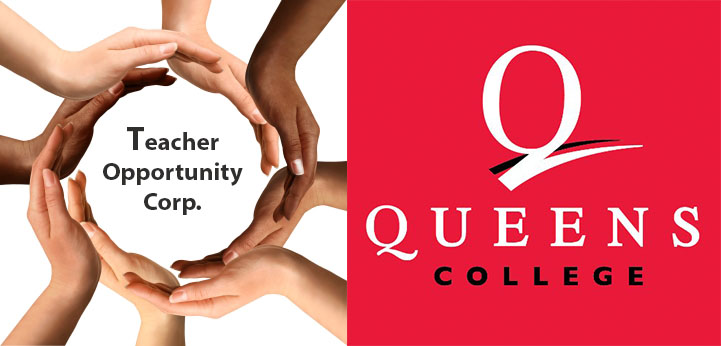 Teacher
Opportunity
Corp.
Q
QUEENS
COLLEGE